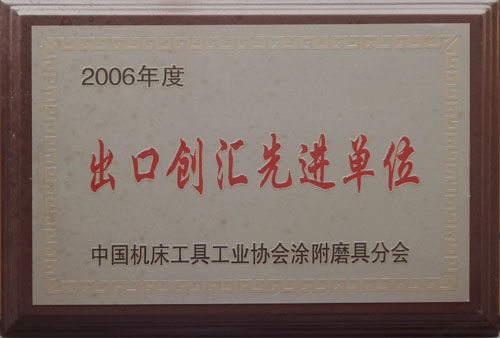 2006年度
出口创汇先进单位
中国机床工具工业协会涂附磨具分会